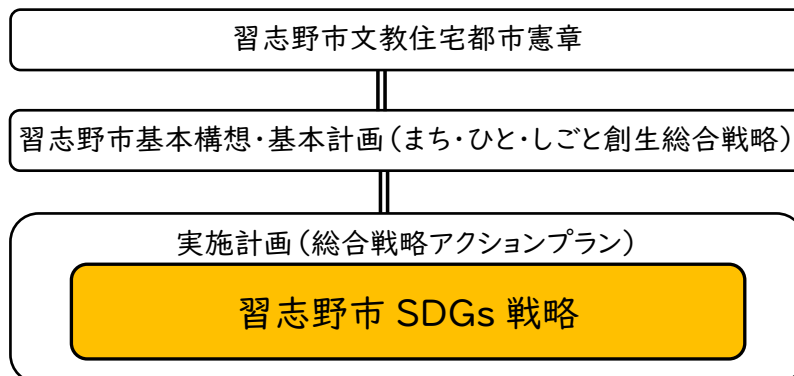 習志野市文教住宅都市憲章
習志野市基本構想・基本計画（まち・ひと・しごと創生総合戦略）
実施計画（総合戦略アクションプラン）
習志野市 SDGs 戦略